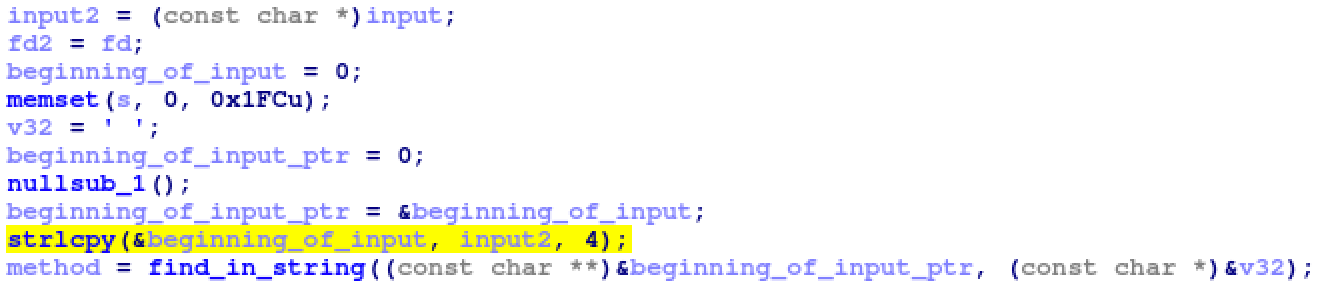 input2 = (const char *)input;
fd2 = fd;
beginning_of_input = 0;
memset(s, 0, 0x1FCu);
v32 = ' ';
beginning_of_input_ptr = 0;
nullsub_1();
beginning_of_input_ptr = &beginning_of_input;
strlcpy(&beginning_of_input, input2, 4);
method = find_in_string((const char **)&beginning_of_input_ptr, (const char *)&v32);